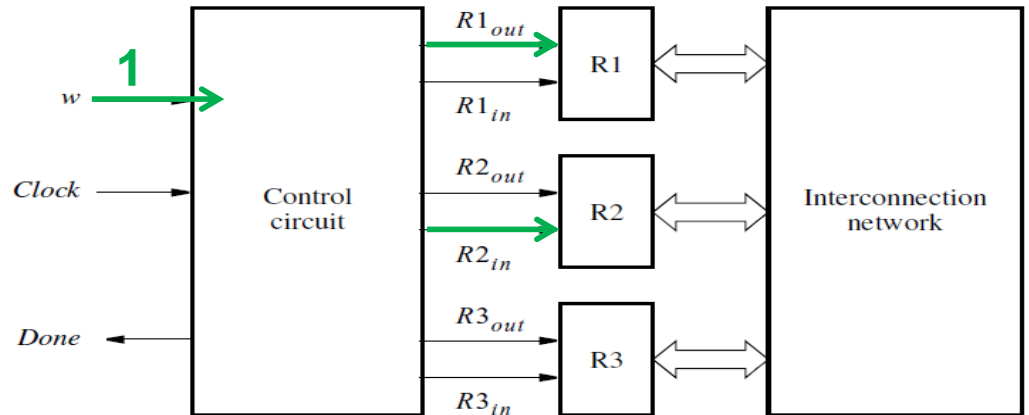 R1out
1
R1
w
R1in
R2out
Clock
Control
circuit
R2
Interconnection
network
R2in
R3out
Done
R3
R3in